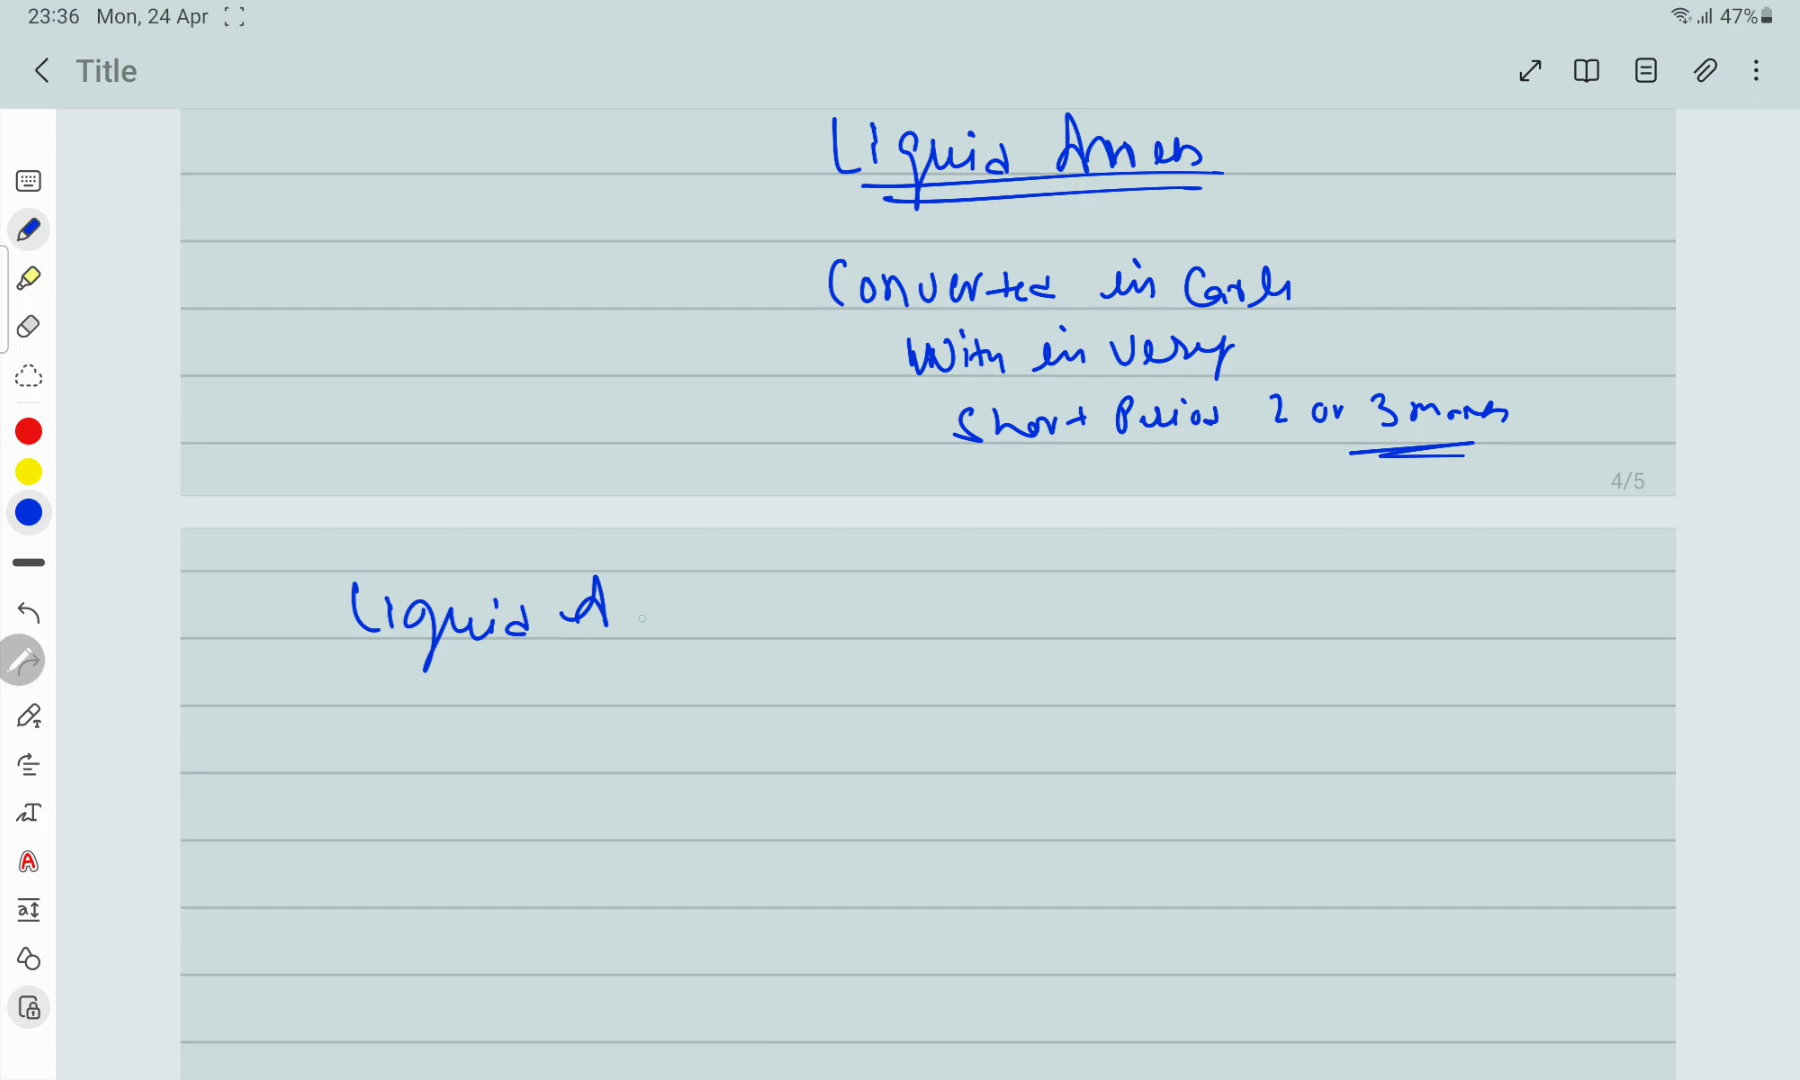 23:36 Mon, 24 Apr 47%
Title
Liquid Assets
Converted in Cash
With in very
Short Period 2 or 3 months
4/5
Liquid A